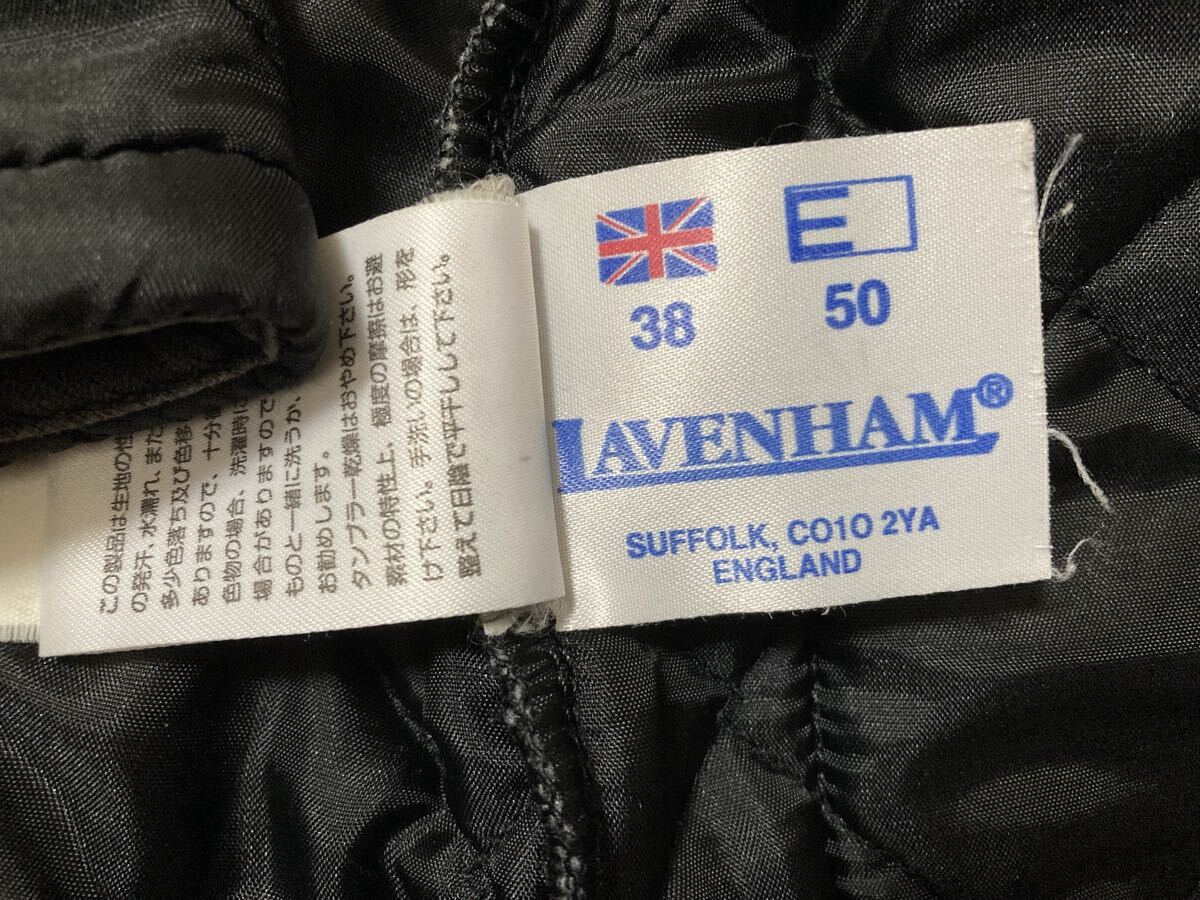 この製品は生地の性
の発汗、水濡れ、また
多少色落ち及び色移
ありますので、十分
色物の場合、洗濯時に
場合がありますので
ものと一緒に洗うか、
お勧めします。
タンブラー乾燥はおやめ下さい。
素材の特性上、極度の摩擦はお避
け下さい。手洗いの場合は、形を
整えて日陰で平干しして下さい。
E
38
50
LAVENHAM®
SUFFOLK, CO10 2YA
ENGLAND